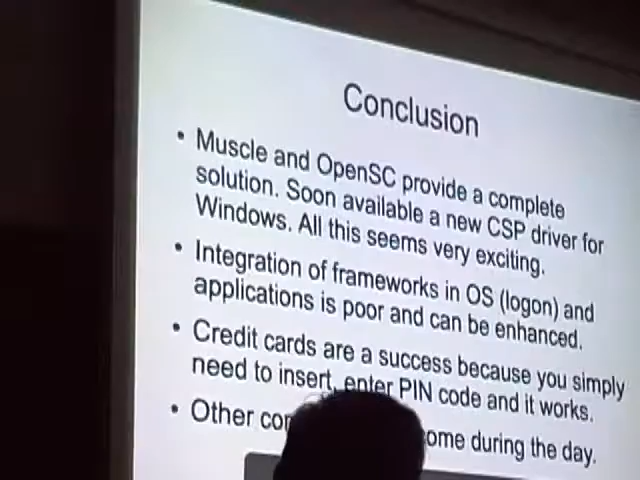 Conclusion
• Muscle and OpenSC provide a complete
solution. Soon available a new CSP driver for
Windows. All this seems very exciting.
• Integration of frameworks in OS (logon) and
applications is poor and can be enhanced.
• Credit cards are a success because you simply
need to insert, enter PIN code and it works.
• Other ome during the day.